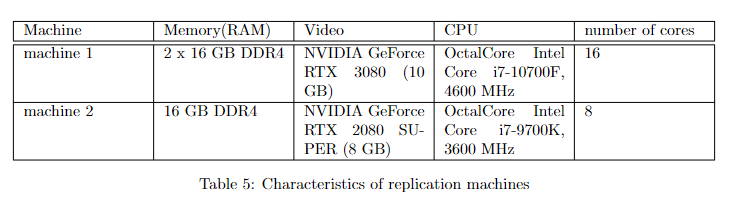 Machine Memory(RAM) Video CPU number of cores
machine 1 2 x 16 GB DDR4 NVIDIA GeForce OctalCore Intel 16
RTX 3080 (10 Core i7-10700F,
GB) 4600 MHz
machine 2 16 GB DDR4 NVIDIA GeForce OctalCore Intel 8
RTX 2080 SU- Core i7-9700K,
PER (8 GB) 3600 MHz
Table 5: Characteristics of replication machines